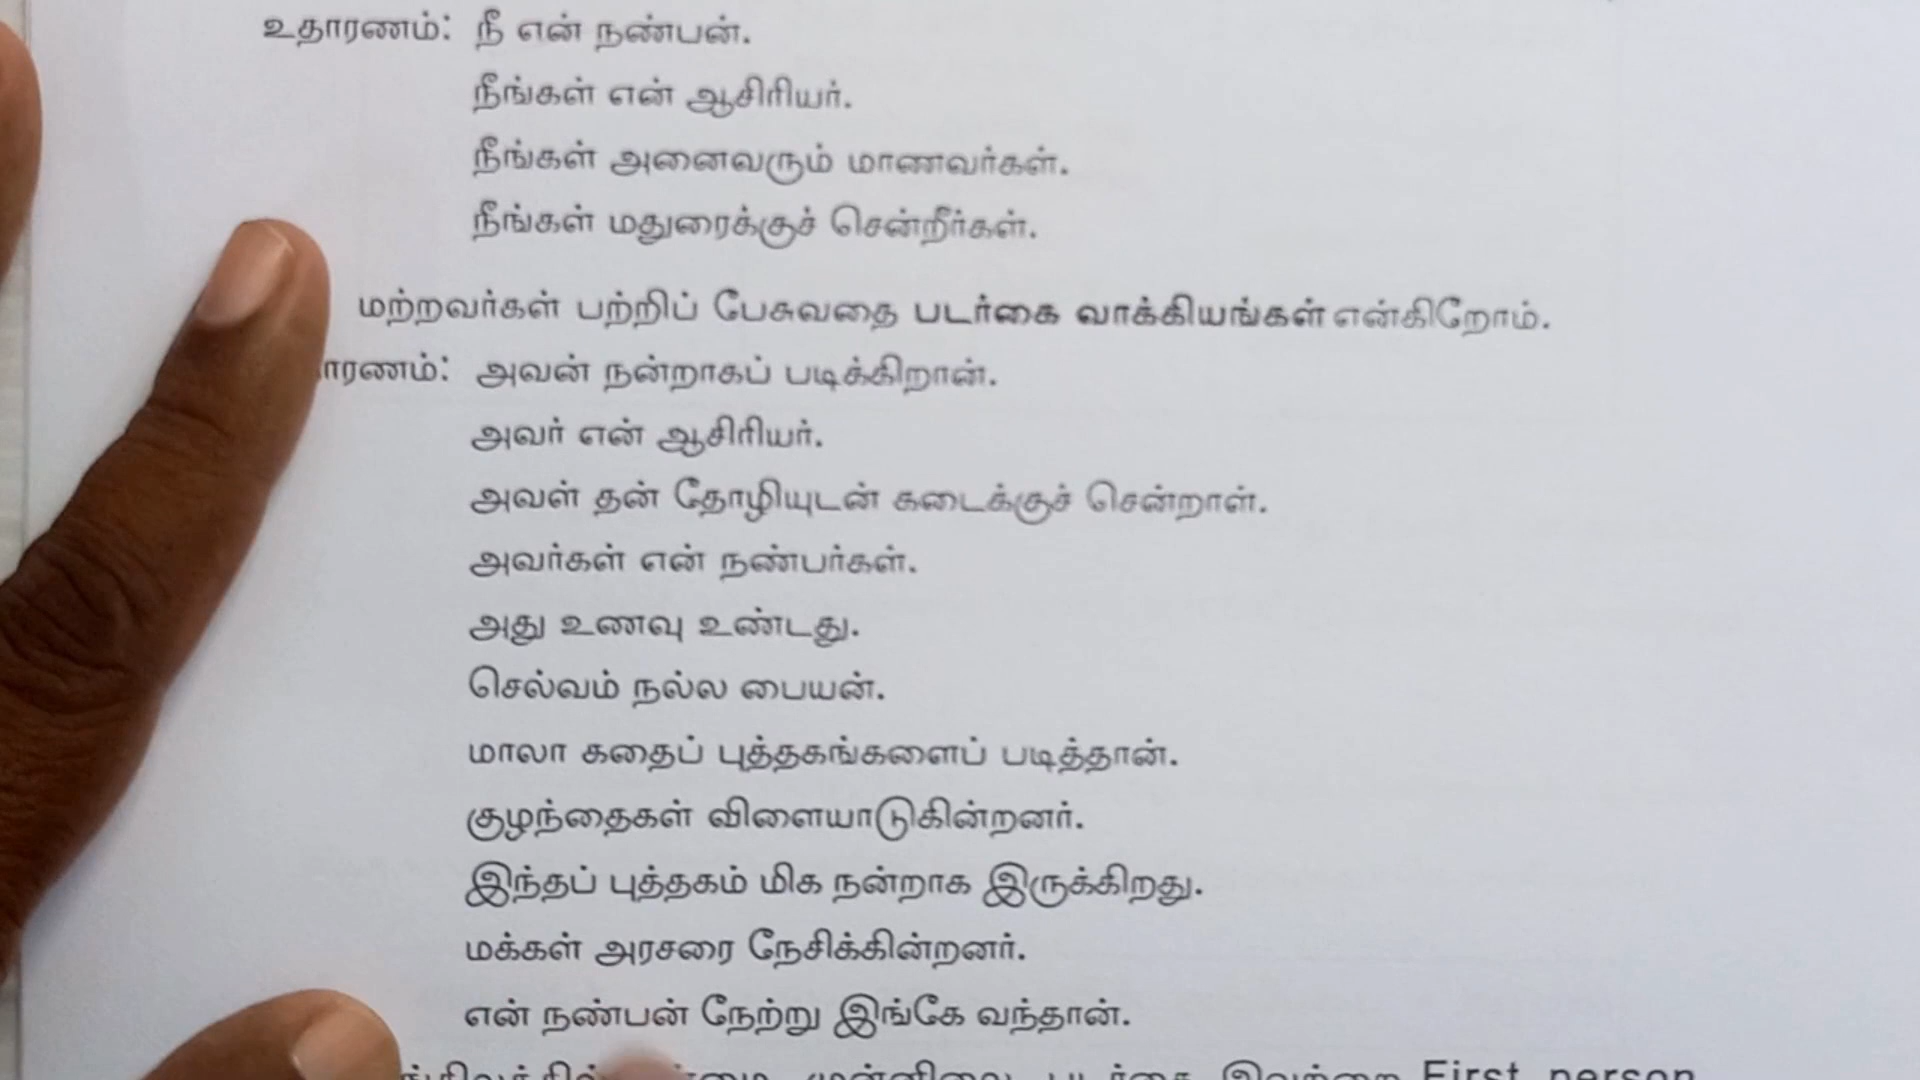 உதாரணம்: நீ என் நண்பன்.
நீங்கள் என் ஆசிரியர்.
நீங்கள் அனைவரும் மாணவர்கள்.
நீங்கள் மதுரைக்குச் சென்றீர்கள்.
மற்றவர்கள் பற்றிப் பேசுவதை படர்கை வாக்கியங்கள் என்கிறோம்.
ாரணம்: அவன் நன்றாகப் படிக்கிறான்.
அவர் என் ஆசிரியர்.
அவள் தன் தோழியுடன் கடைக்குச் சென்றாள்.
அவர்கள் என் நண்பர்கள்.
அது உணவு உண்டது.
செல்வம் நல்ல பையன்.
மாலா கதைப் புத்தகங்களைப் படித்தான்.
குழந்தைகள் விளையாடுகின்றனர்.
இந்தப் புத்தகம் மிக நன்றாக இருக்கிறது.
மக்கள் அரசரை நேசிக்கின்றனர்.
என் நண்பன் நேற்று இங்கே வந்தான்.
முன்னிலை படர்கை இவற்றை First person